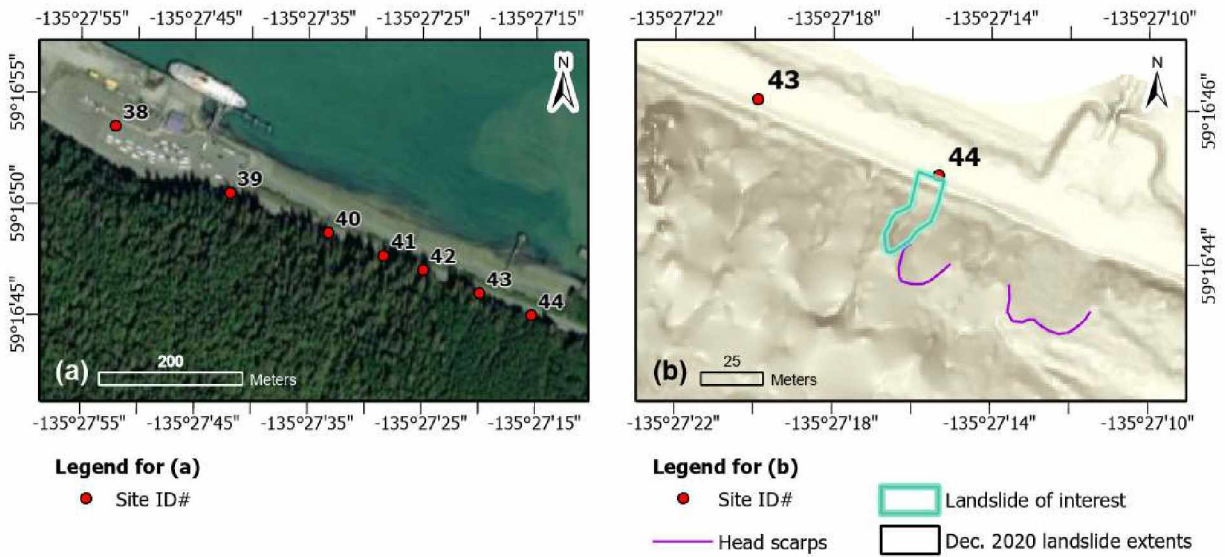 -135°27'55" -135°27'45" -135°27'35" -135°27'25" -135°27'15"
59°16'55"
59°16'50"
59°16'45"
N
38
39
40
41
42
43
44
(a)
200
Meters
-135°27'55" -135°27'45" -135°27'35" -135°27'25" -135°27'15"
Legend for (a)
Site ID#
-135°27'22" -135°27'18" -135°27'14" -135°27'10"
N
43
44
59°16'46"
59°16'44"
(b)
25
Meters
-135°27'22" -135°27'18" -135°27'14" -135°27'10"
Legend for (b)
Site ID#
Landslide of interest
Head scarps
Dec. 2020 landslide extents